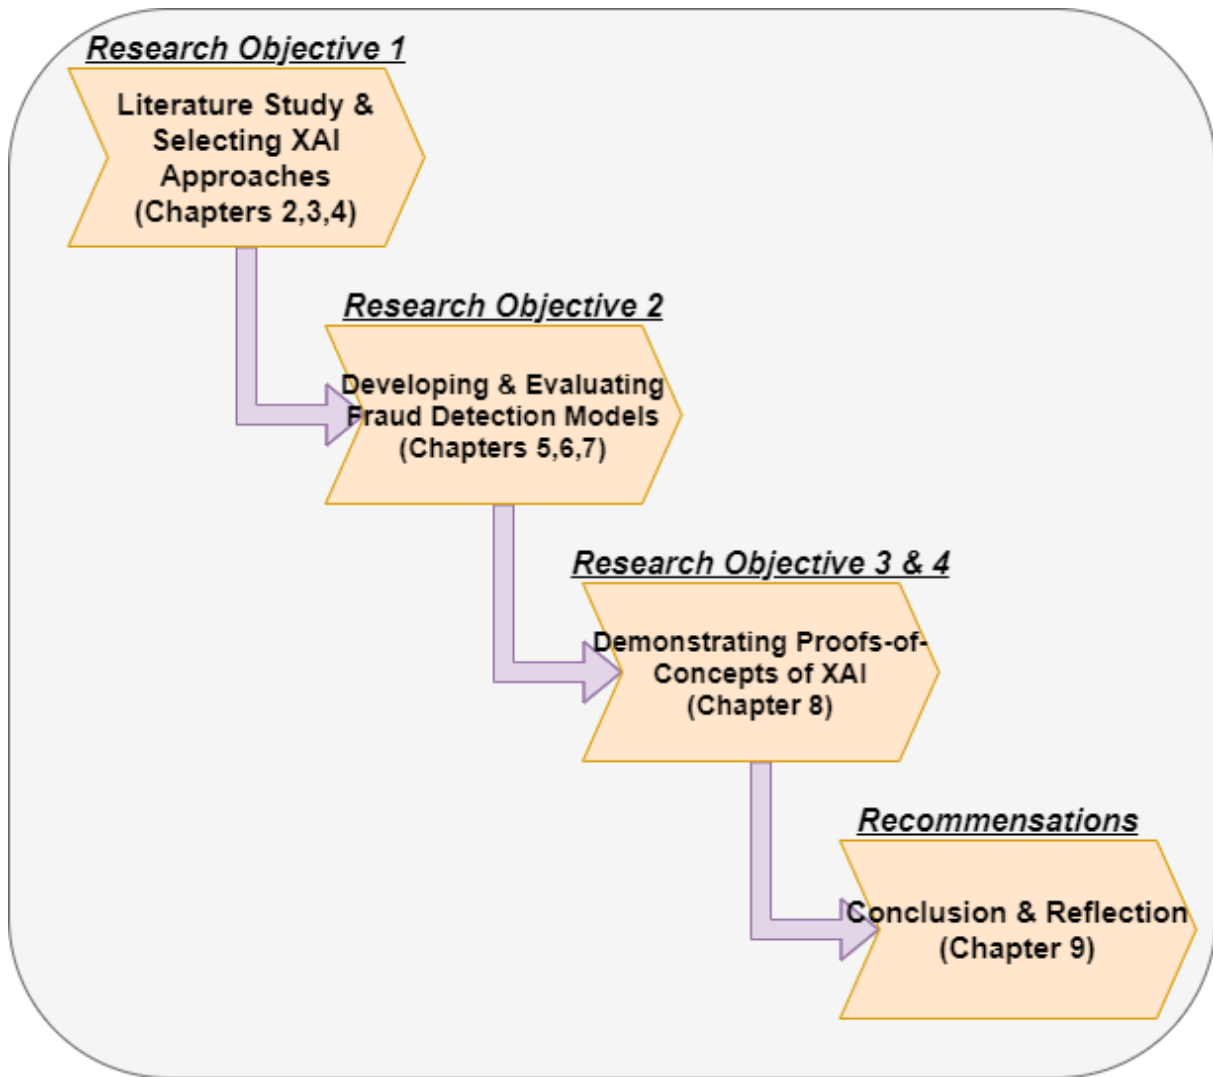 Research Objective 1
Literature Study &
Selecting XAI
Approaches
(Chapters 2,3,4)
Research Objective 2
Developing & Evaluating
Fraud Detection Models
(Chapters 5,6,7)
Research Objective 3 & 4
Demonstrating Proofs-of-
Concepts of XAI
(Chapter 8)
Recommensations
Conclusion & Reflection
(Chapter 9)